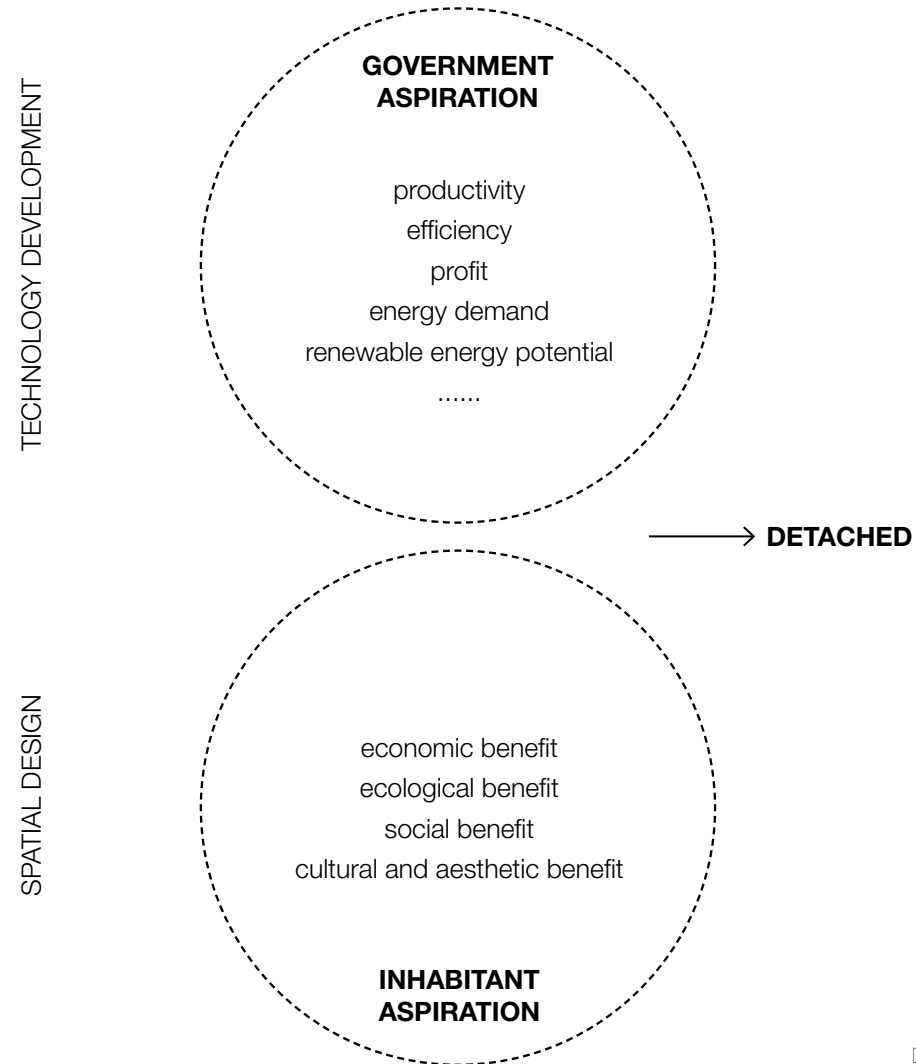 TECHNOLOGY DEVELOPMENT
GOVERNMENT
ASPIRATION
productivity
efficiency
profit
energy demand
renewable energy potential
......
DETACHED
SPATIAL DESIGN
economic benefit
ecological benefit
social benefit
cultural and aesthetic benefit
INHABITANT
ASPIRATION